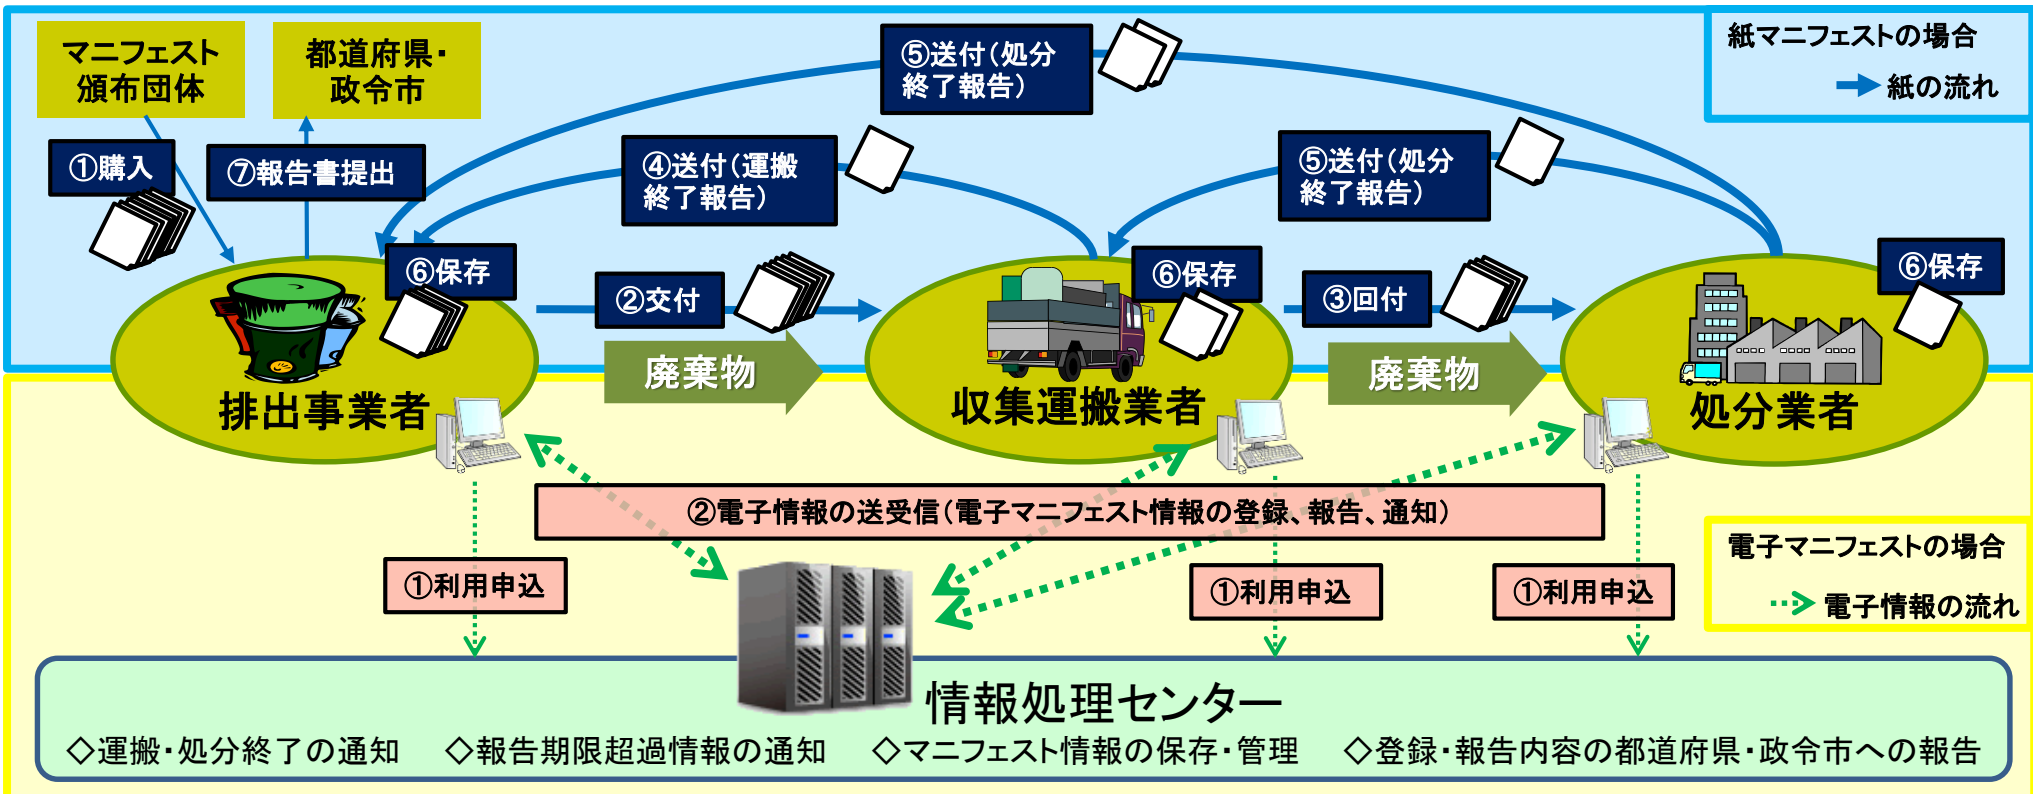 マニフェスト
頒布団体
都道府県・
政令市
⑤送付（処分
終了報告）
紙マニフェストの場合
紙の流れ
①購入
⑦報告書提出
④送付（運搬
終了報告）
⑤送付（処分
終了報告）
⑥保存
②交付
⑥保存
③回付
⑥保存
廃棄物
廃棄物
排出事業者
収集運搬業者
処分業者
②電子情報の送受信（電子マニフェスト情報の登録、報告、通知）
電子マニフェストの場合
電子情報の流れ
①利用申込
①利用申込
①利用申込
情報処理センター
◇運搬・処分終了の通知
◇報告期限超過情報の通知
◇マニフェスト情報の保存・管理
◇登録・報告内容の都道府県・政令市への報告